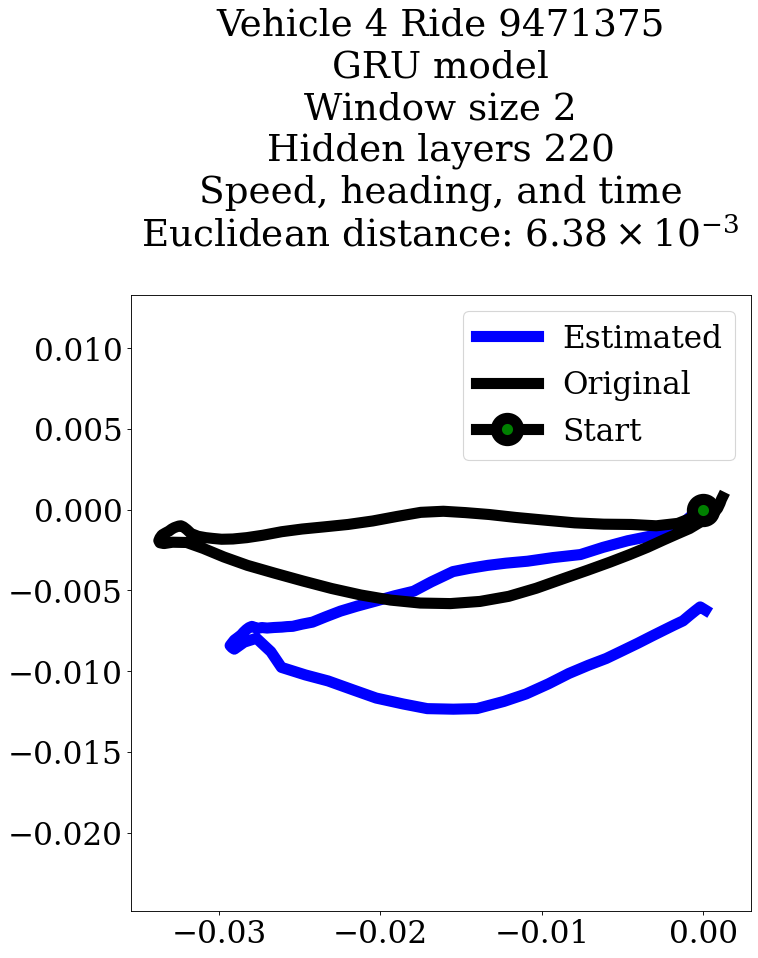 Vehicle 4 Ride 9471375
GRU model
Window size 2
Hidden layers 220
Speed, heading, and time
Euclidean distance: 6.38 × 10⁻³
Estimated
Original
Start
0.010
0.005
0.000
−0.005
−0.010
−0.015
−0.020
−0.03 −0.02 −0.01 0.00